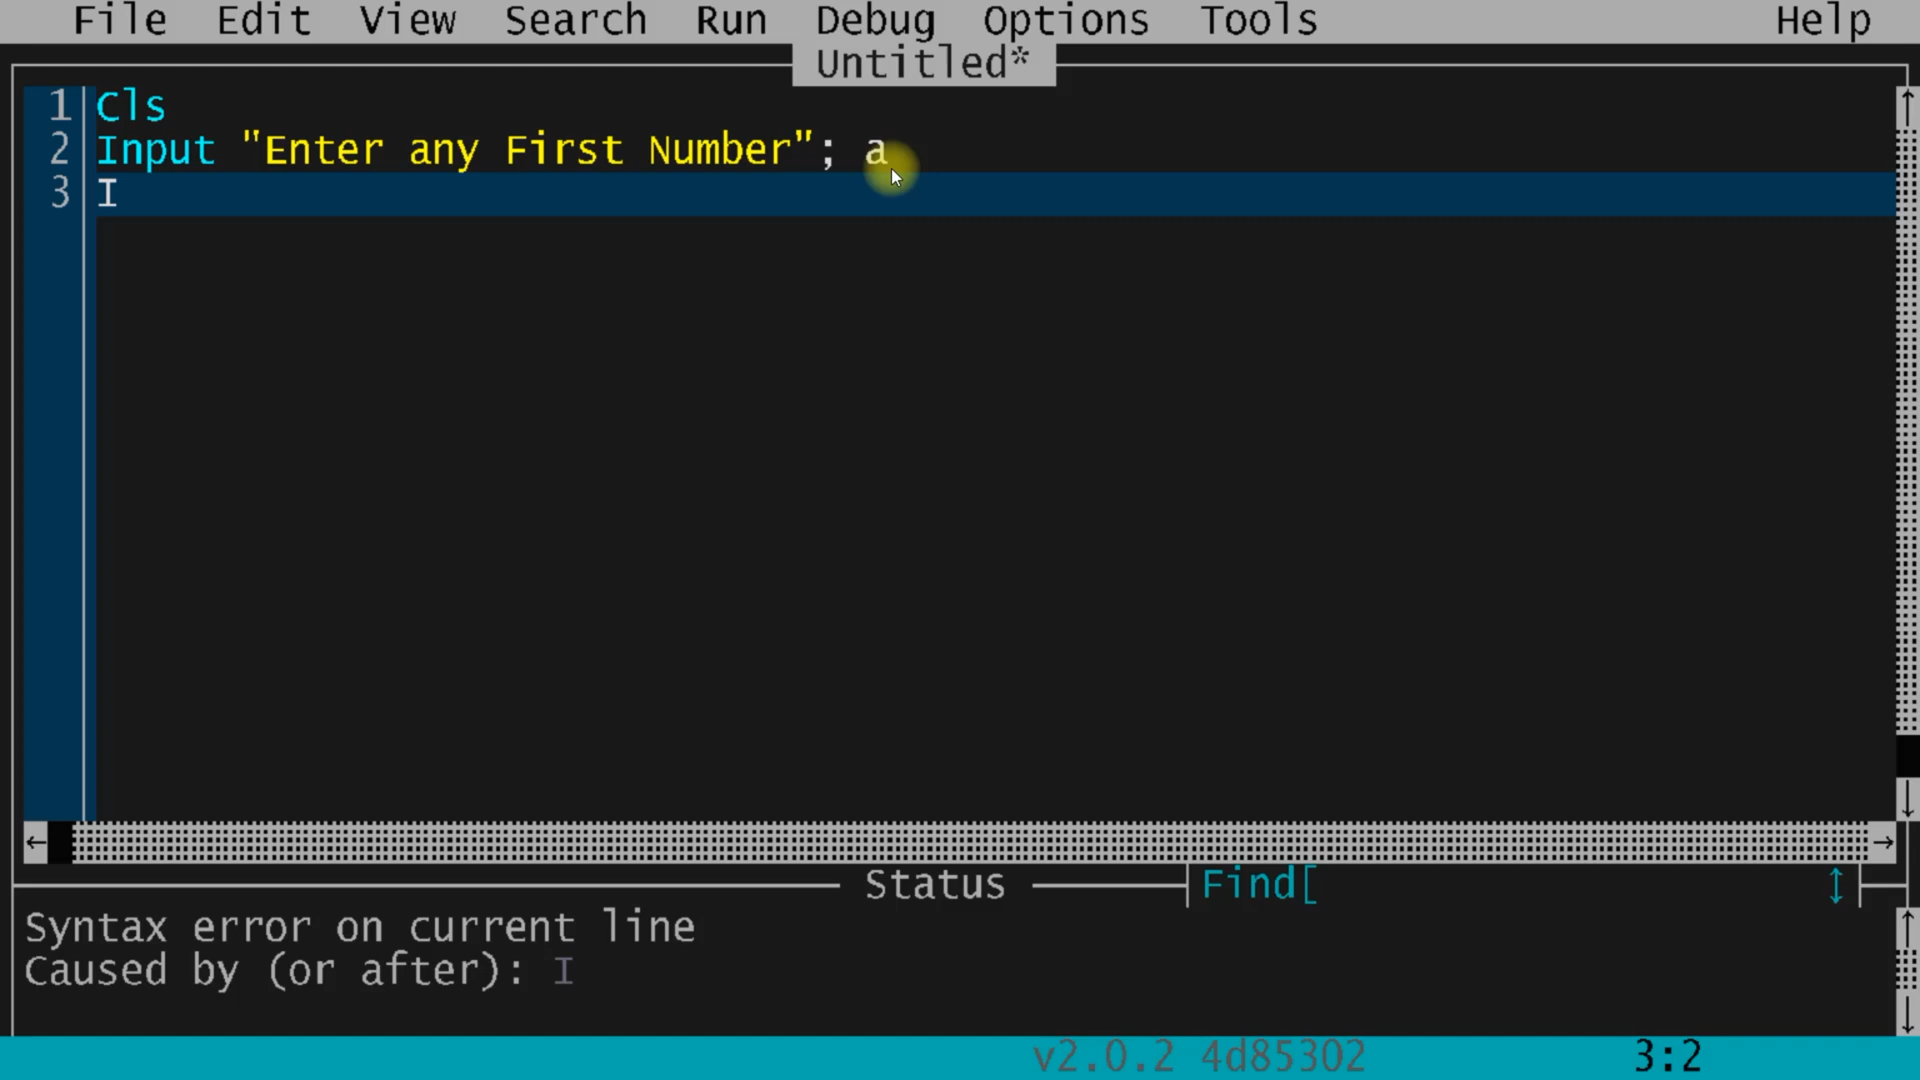 File Edit View Search Run Debug Options Tools Help
Untitled*
1 Cls
2 Input "Enter any First Number"; a
3 I
Status Find[
Syntax error on current line
Caused by (or after): I
v2.0.2 4d85302 3:2